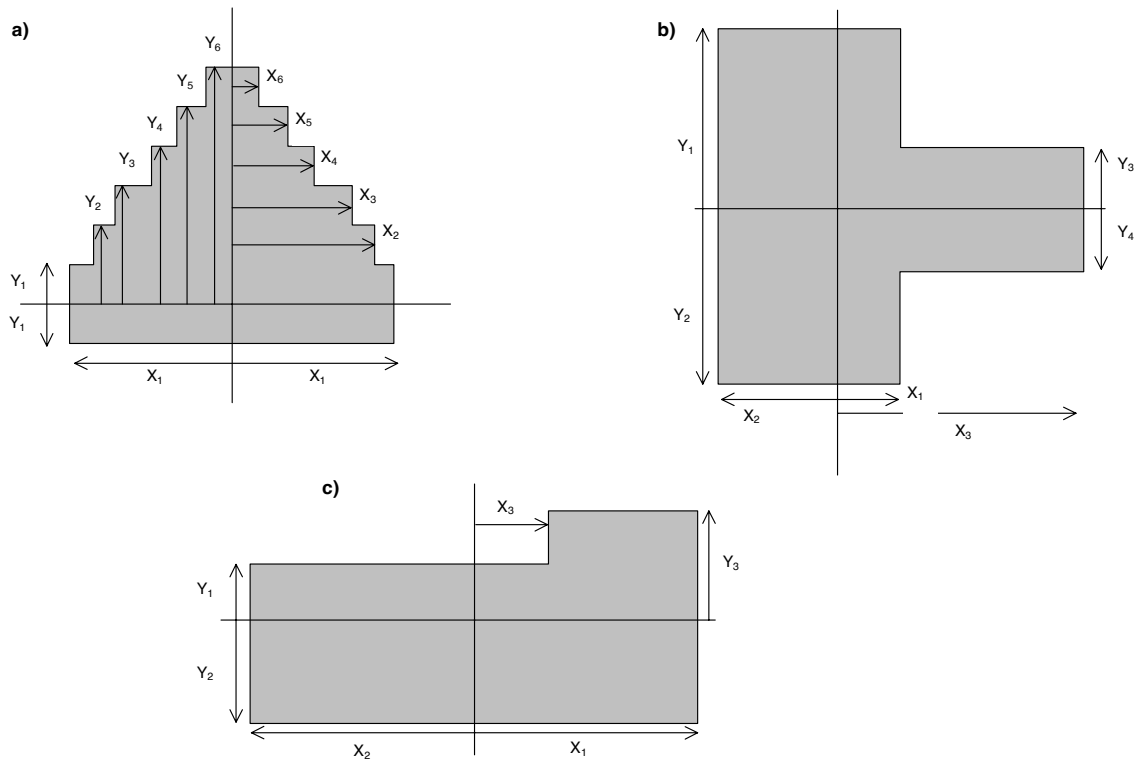 a)
Y₆
X₆
Y₅
X₅
Y₄
X₄
Y₃
X₃
Y₂
X₂
Y₁
Y₁
X₁ X₁
b)
Y₁
Y₃
Y₄
Y₂
X₁
X₂
X₃
c)
X₃
Y₃
Y₁
Y₂
X₂ X₁